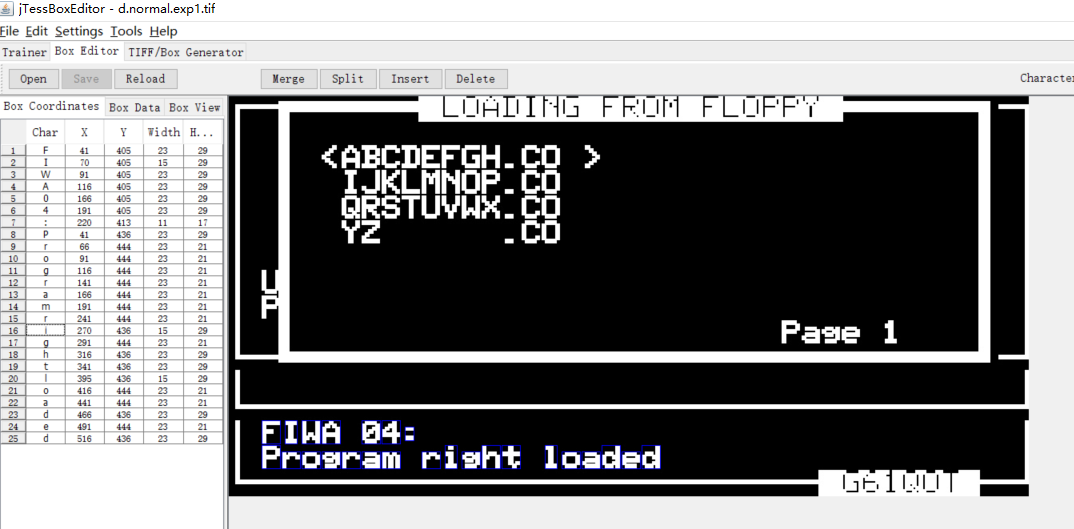 jTessBoxEditor - d.normal.exp1.tif
File Edit Settings Tools Help
Trainer Box Editor TIFF/Box Generator
Open Save Reload Merge Split Insert Delete Character
Box Coordinates Box Data Box View
Char X Y Width H...
1 F 41 405 23 29
2 I 70 405 15 29
3 W 91 405 23 29
4 A 116 405 23 29
5 0 166 405 23 29
6 4 191 405 23 29
7 : 220 413 11 17
8 P 41 436 23 29
9 r 66 444 23 21
10 o 91 444 23 21
11 g 116 444 23 21
12 r 141 444 23 21
13 a 166 444 23 21
14 m 191 444 23 21
15 r 241 444 23 21
16 i 270 436 15 29
17 g 291 444 23 21
18 h 316 436 23 29
19 t 341 436 23 29
20 l 395 436 15 29
21 o 416 444 23 21
22 a 441 444 23 21
23 d 466 436 23 29
24 e 491 444 23 21
25 d 516 436 23 29
LOADING FROM FLOPPY
<ABCDEFGH.CO >
IJKLMNOP.CO
QRSTUVWX.CO
YZ .CO
U
P
Page 1
FIWA 04:
Program right loaded